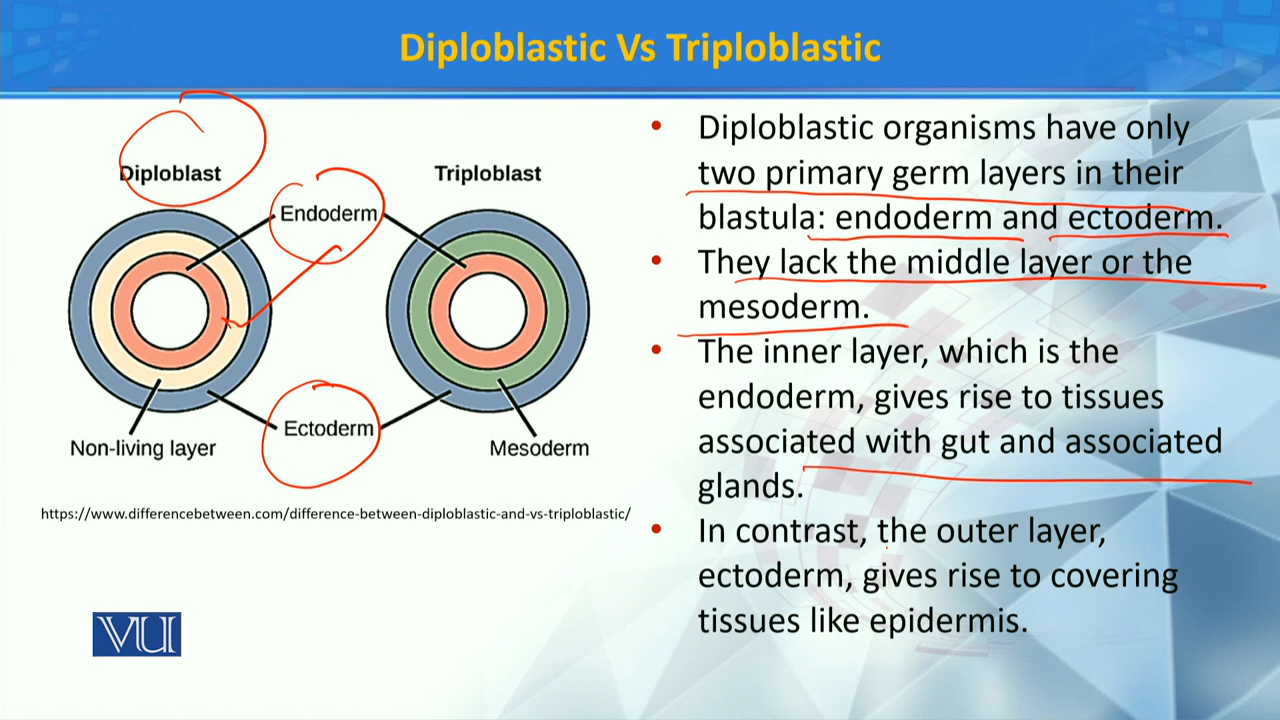 Diploblastic Vs Triploblastic
Diploblast
Triploblast
Endoderm
Ectoderm
Non-living layer
Mesoderm
https://www.differencebetween.com/difference-between-diploblastic-and-vs-triploblastic/
VU
• Diploblastic organisms have only
two primary germ layers in their
blastula: endoderm and ectoderm.
• They lack the middle layer or the
mesoderm.
• The inner layer, which is the
endoderm, gives rise to tissues
associated with gut and associated
glands.
• In contrast, the outer layer,
ectoderm, gives rise to covering
tissues like epidermis.